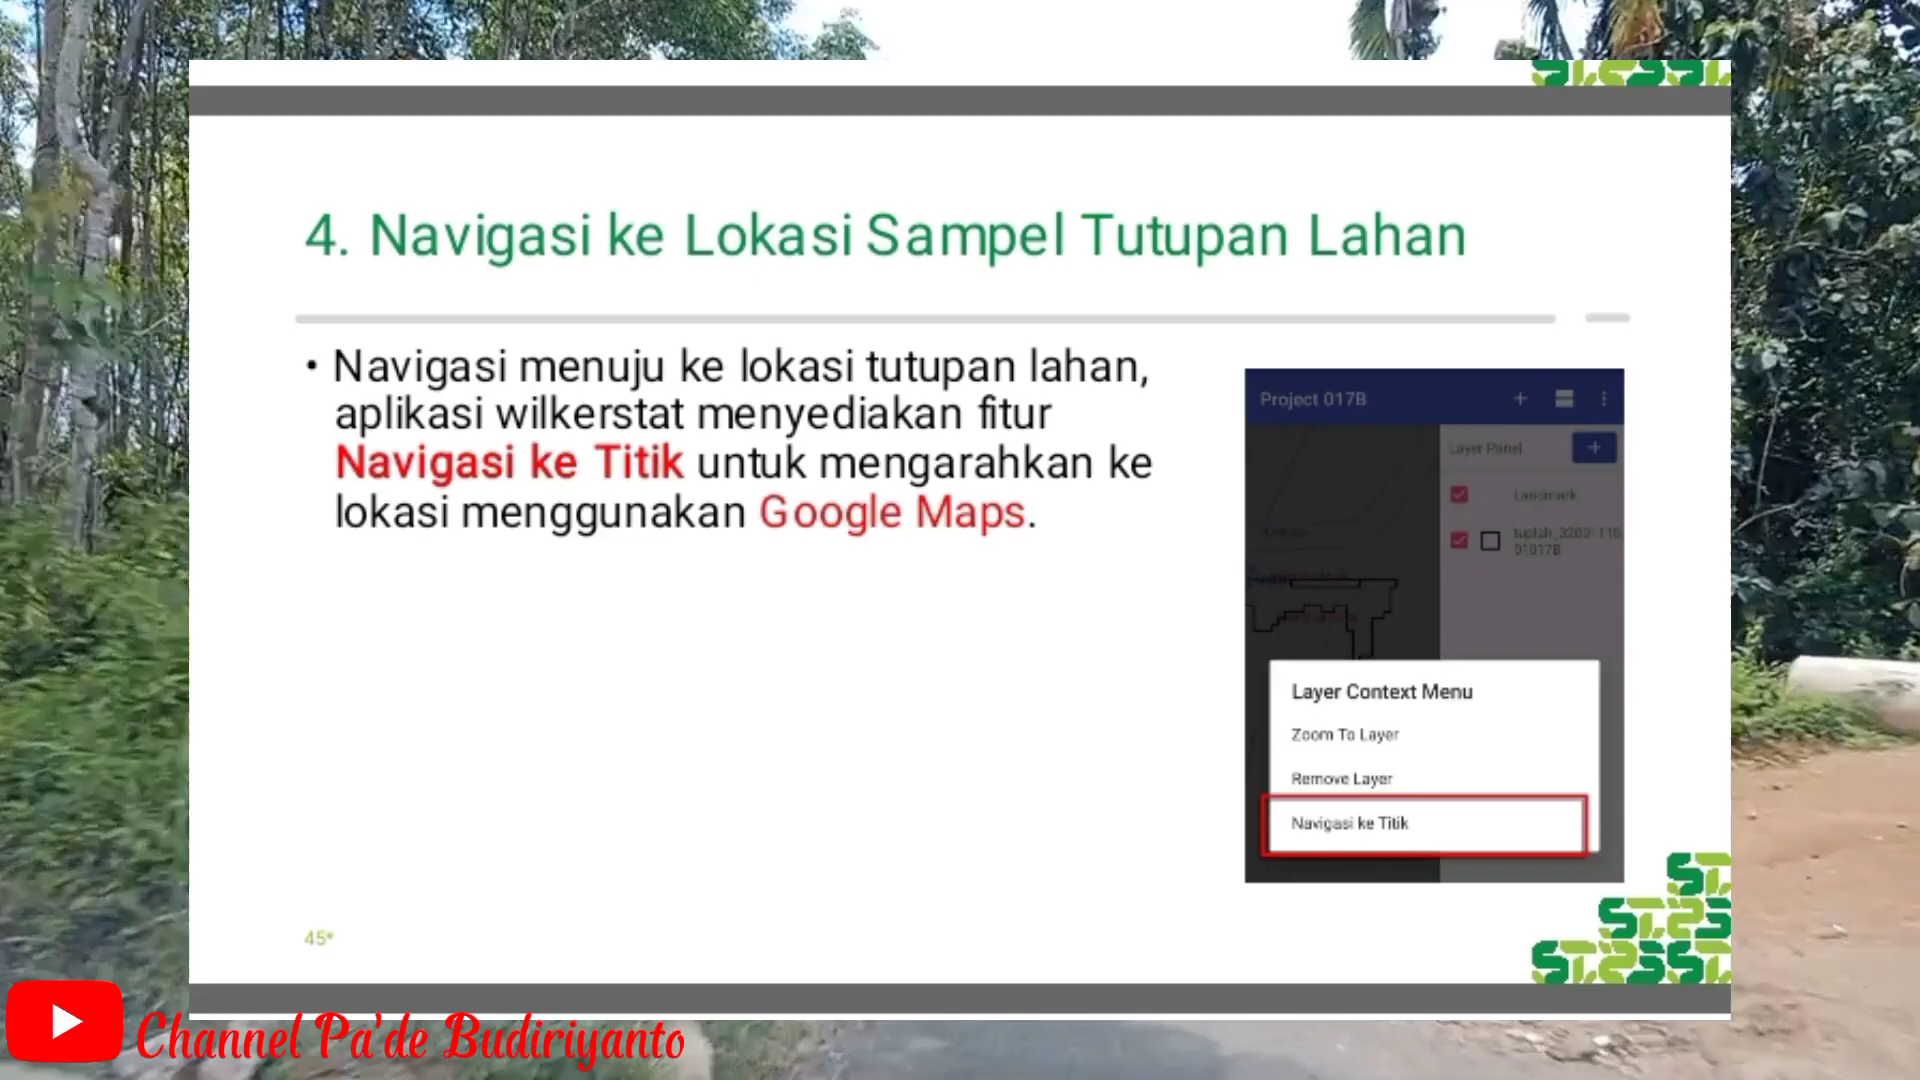 4. Navigasi ke Lokasi Sampel Tutupan Lahan
• Navigasi menuju ke lokasi tutupan lahan,
aplikasi wilkerstat menyediakan fitur
Navigasi ke Titik untuk mengarahkan ke
lokasi menggunakan Google Maps.
Project 017B
Layer Panel
Landmark
Layer Context Menu
Zoom To Layer
Remove Layer
Navigasi ke Titik
45*
Channel Pa'de Budiriyanto